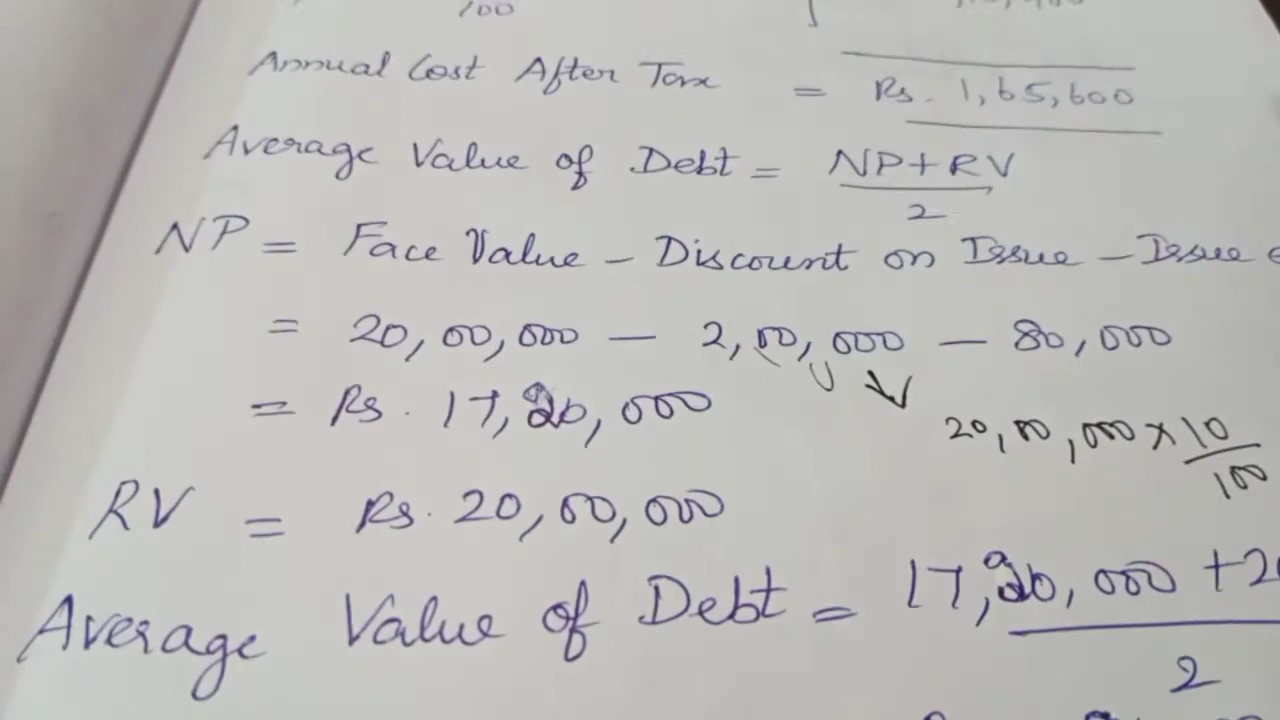 100
Annual Cost After Tax = Rs. 1,65,600
Average Value of Debt = NP+RV
2
NP = Face Value - Discount on Issue - Issue
= 20,00,000 - 2,00,000 - 80,000
= Rs. 17,20,000
20,00,000 x 10
100
RV = Rs. 20,00,000
Average Value of Debt = 17,20,000 + 2
2